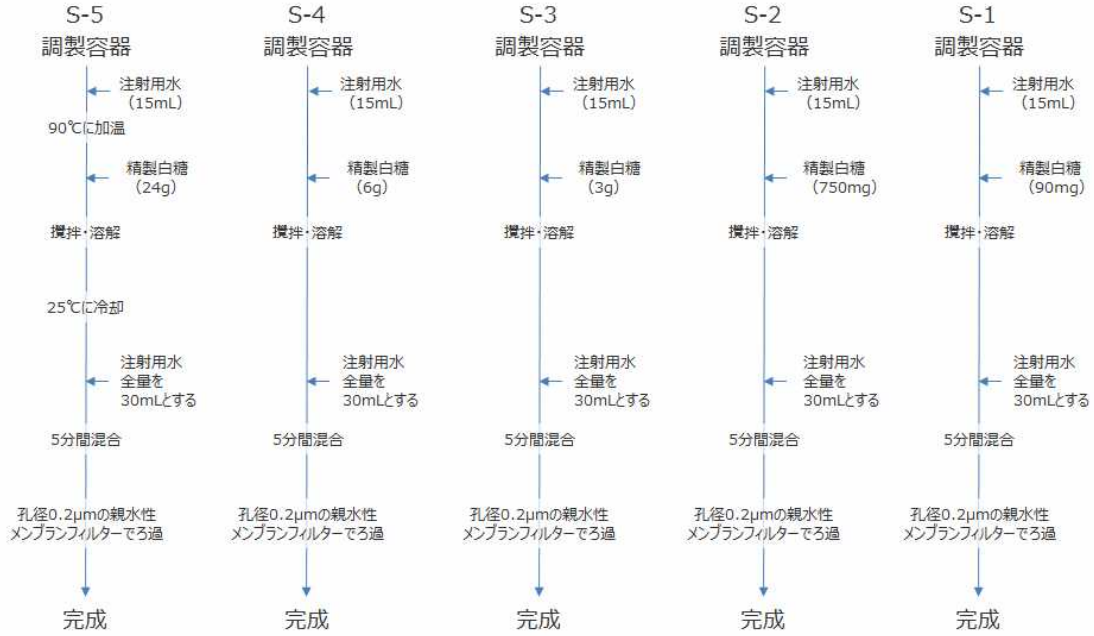 S-5
調製容器
注射用水
（15mL）
90℃に加温
精製白糖
（24g）
攪拌・溶解
25℃に冷却
注射用水
全量を
30mLとする
5分間混合
孔径0.2μmの親水性
メンブランフィルターでろ過
完成
S-4
調製容器
注射用水
（15mL）
精製白糖
（6g）
攪拌・溶解
注射用水
全量を
30mLとする
5分間混合
孔径0.2μmの親水性
メンブランフィルターでろ過
完成
S-3
調製容器
注射用水
（15mL）
精製白糖
（3g）
攪拌・溶解
注射用水
全量を
30mLとする
5分間混合
孔径0.2μmの親水性
メンブランフィルターでろ過
完成
S-2
調製容器
注射用水
（15mL）
精製白糖
（750mg）
攪拌・溶解
注射用水
全量を
30mLとする
5分間混合
孔径0.2μmの親水性
メンブランフィルターでろ過
完成
S-1
調製容器
注射用水
（15mL）
精製白糖
（90mg）
攪拌・溶解
注射用水
全量を
30mLとする
5分間混合
孔径0.2μmの親水性
メンブランフィルターでろ過
完成